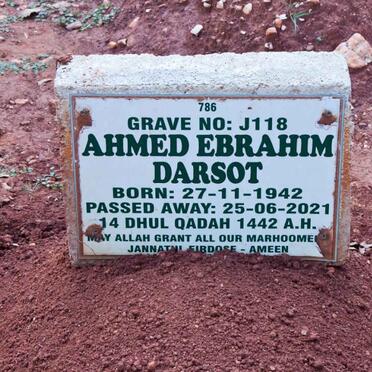 786
GRAVE NO: J118
AHMED EBRAHIM
DARSOT
BORN: 27-11-1942
PASSED AWAY: 25-06-2021
14 DHUL QADAH 1442 A.H.
MAY ALLAH GRANT ALL OUR MARHOOMEE
JANNATUL FIRDOSE - AMEEN